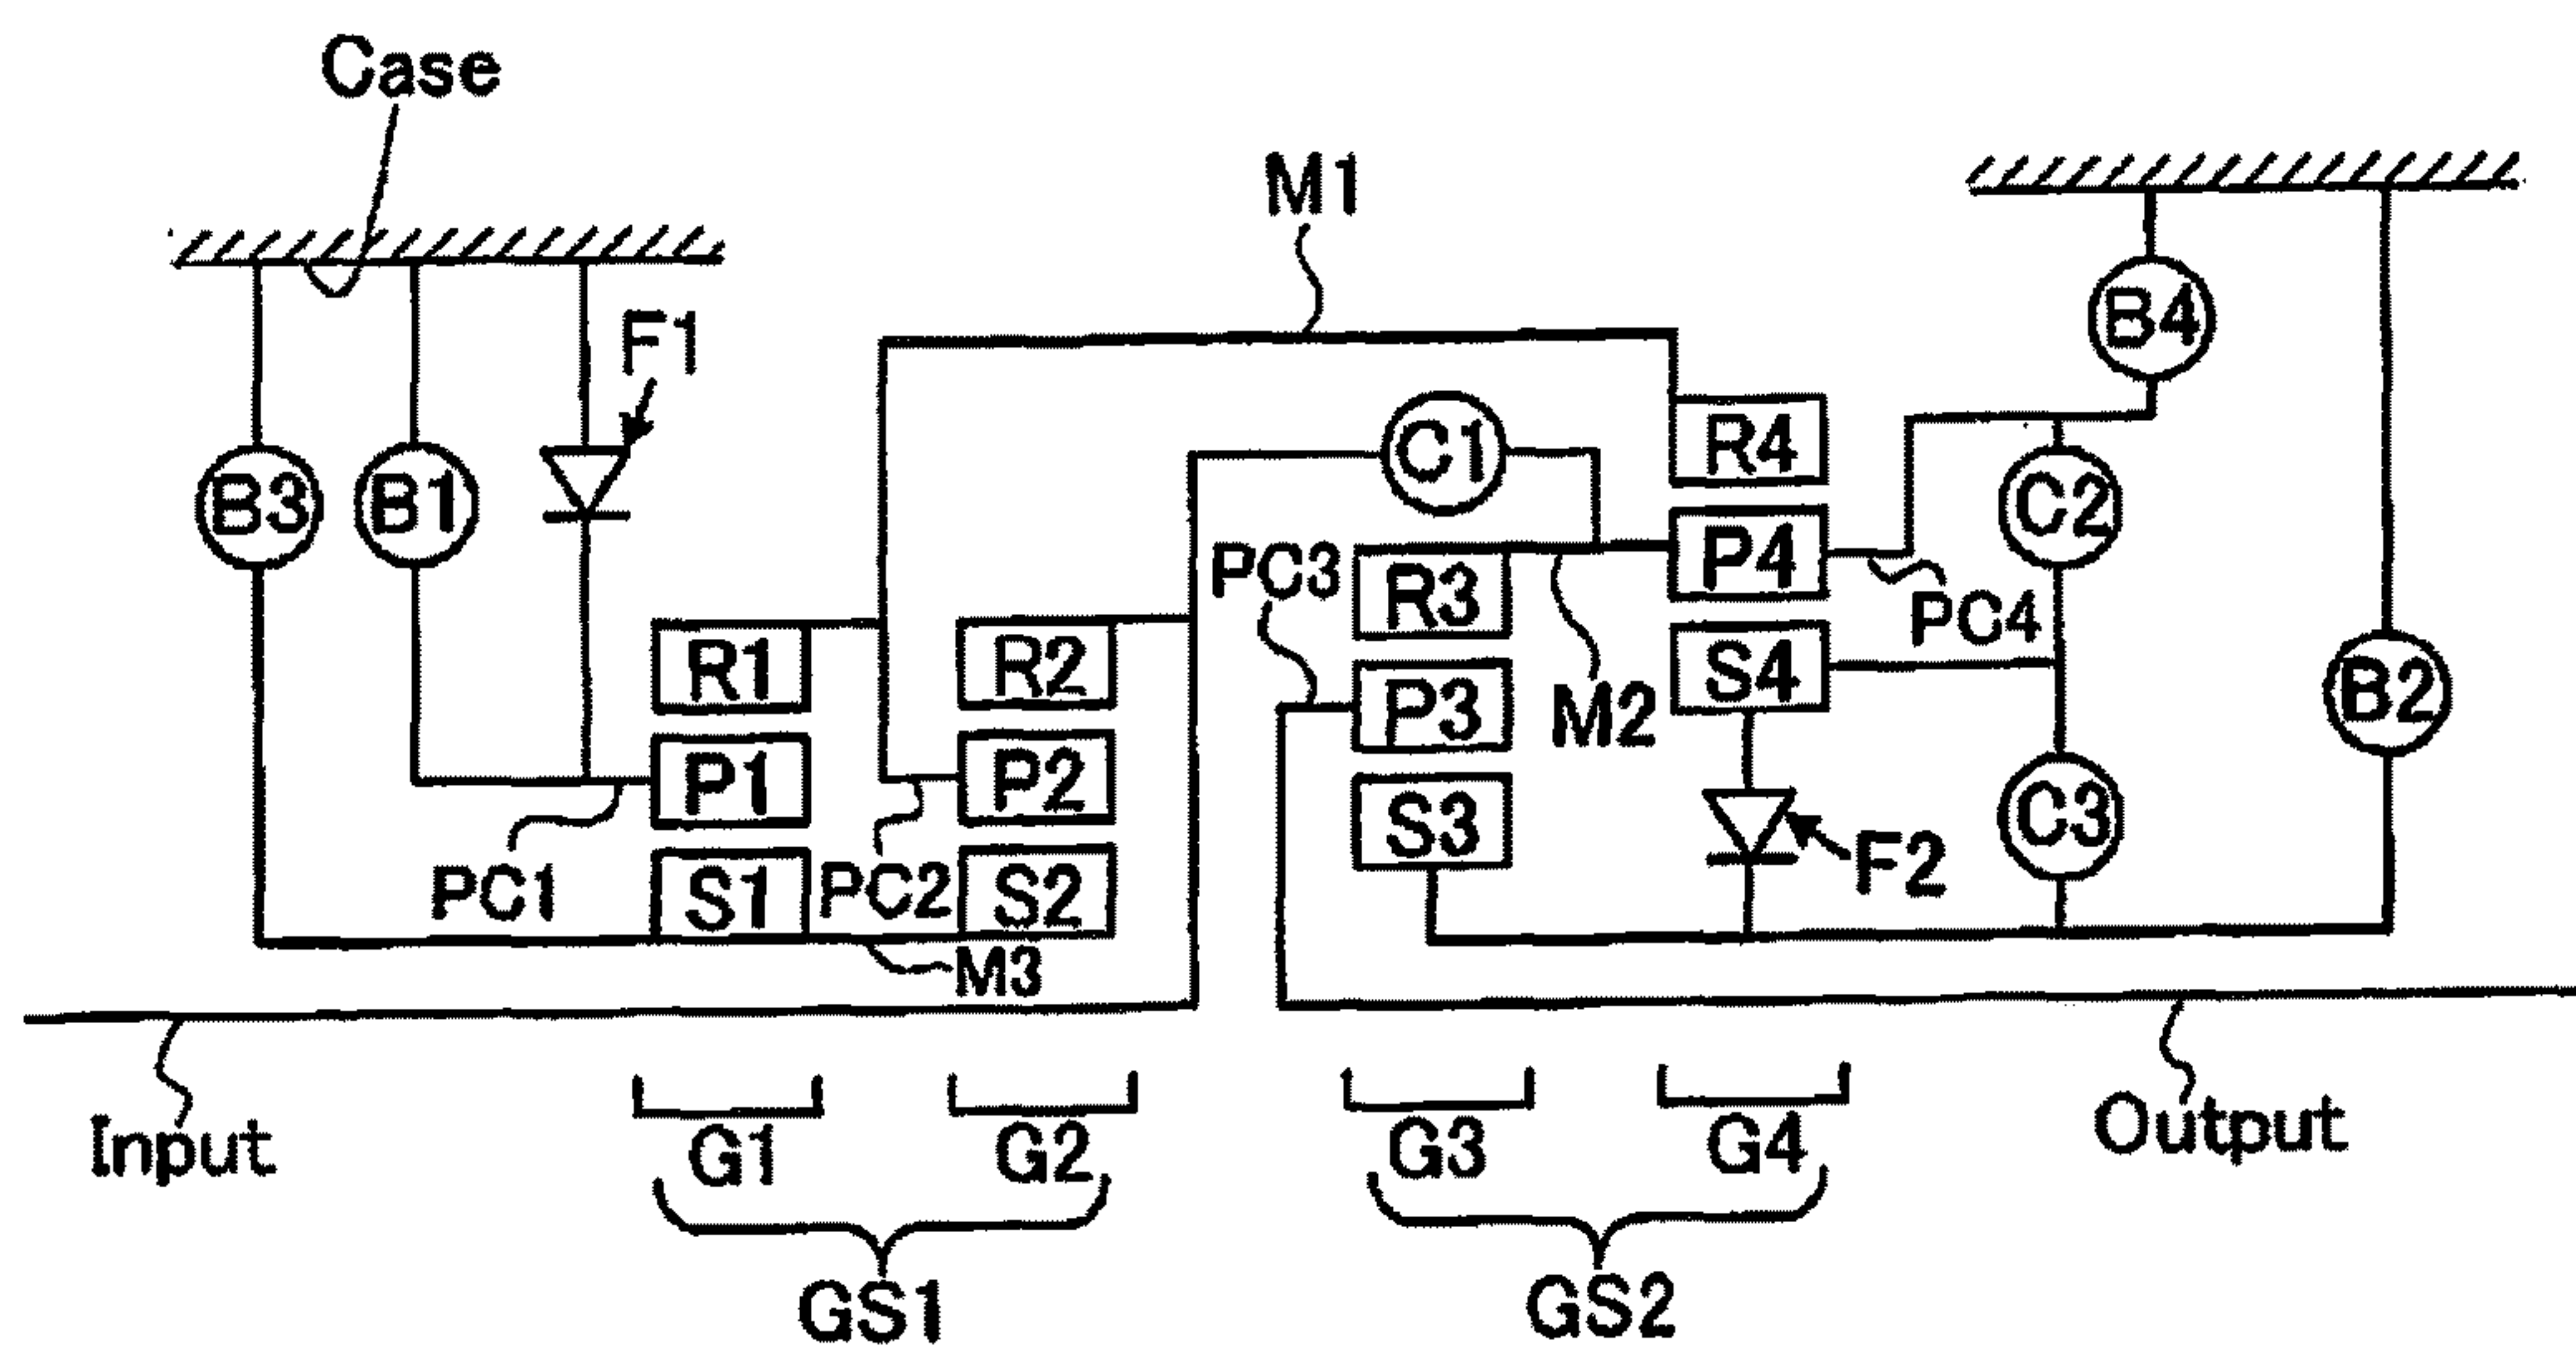 Case
M1
B4
F1
C1
R4
B3
B1
C2
PC3
R3
P4
PC4
R1
R2
P3
M2
S4
B2
P1
P2
S3
F2
C3
PC1
S1
PC2
S2
M3
Input
G1
G2
G3
G4
Output
GS1
GS2